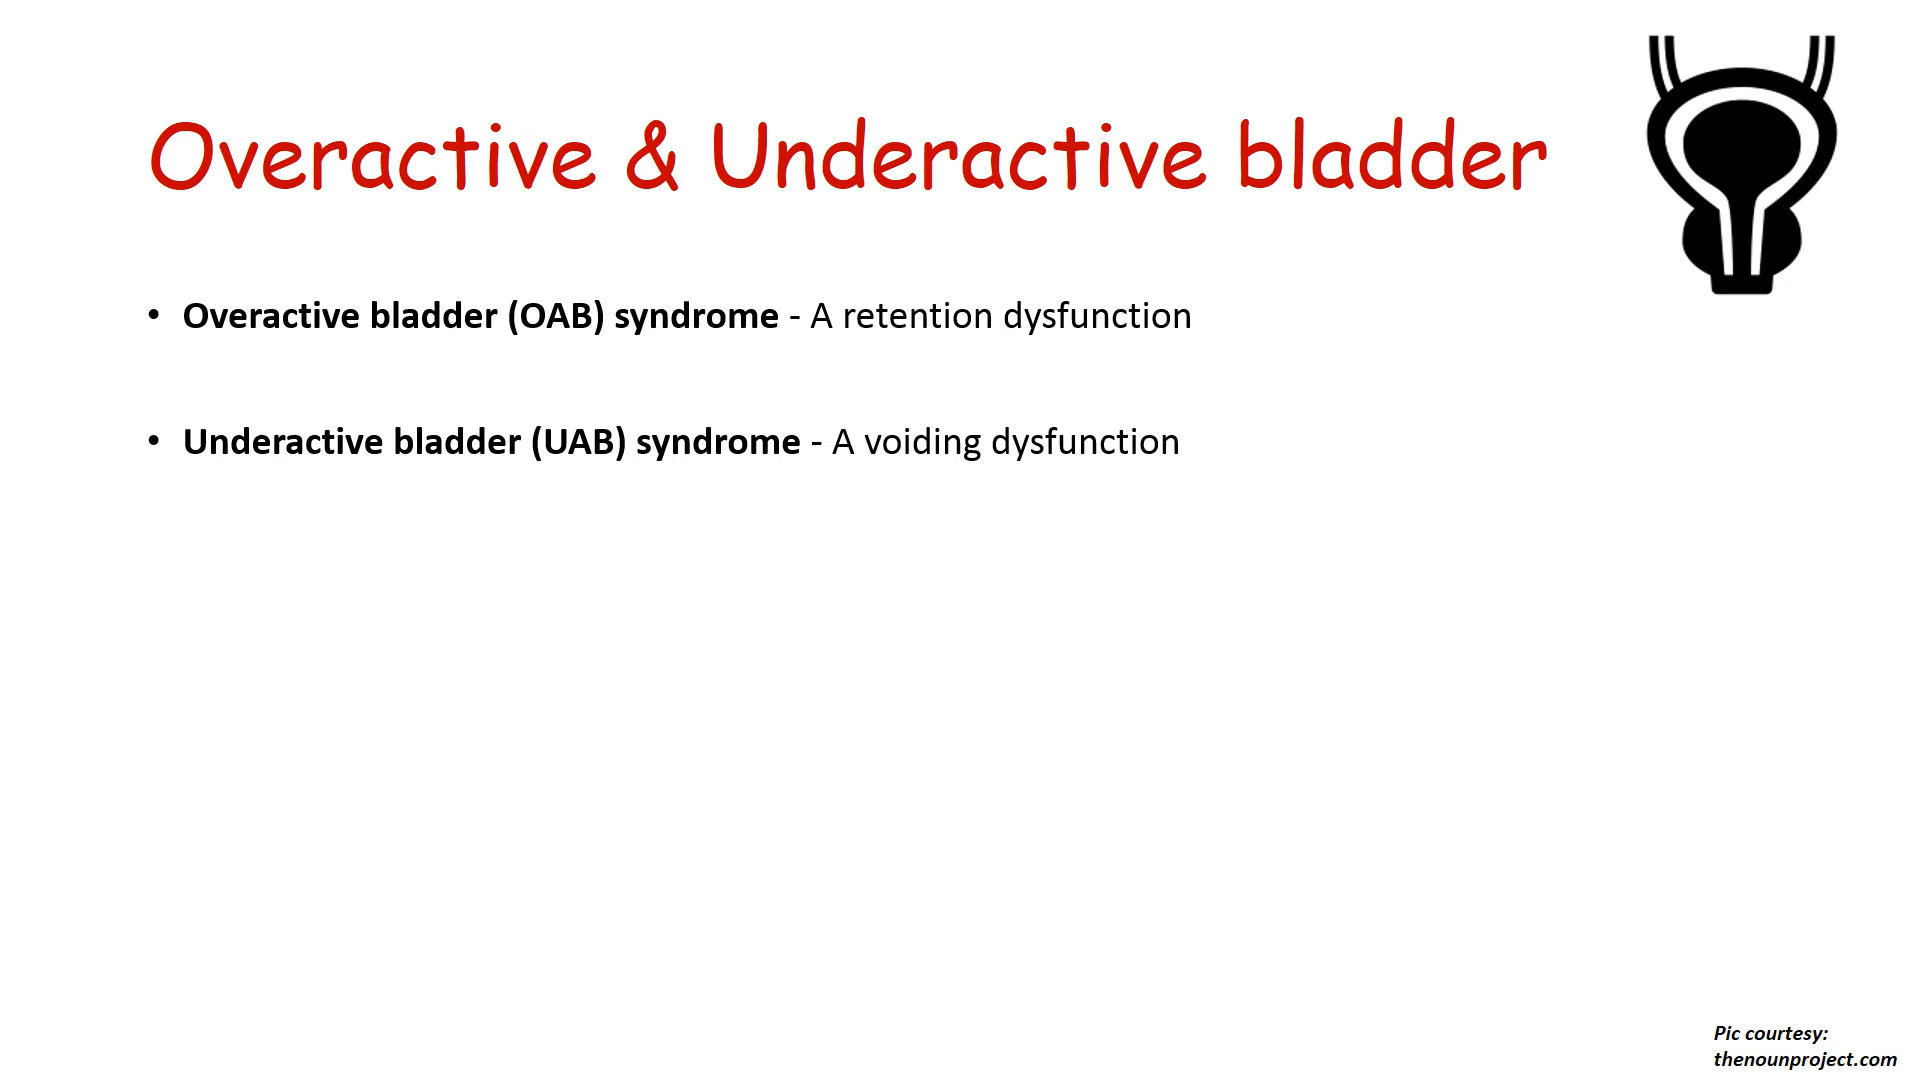 Overactive & Underactive bladder
• Overactive bladder (OAB) syndrome - A retention dysfunction
• Underactive bladder (UAB) syndrome - A voiding dysfunction
Pic courtesy:
thenounproject.com